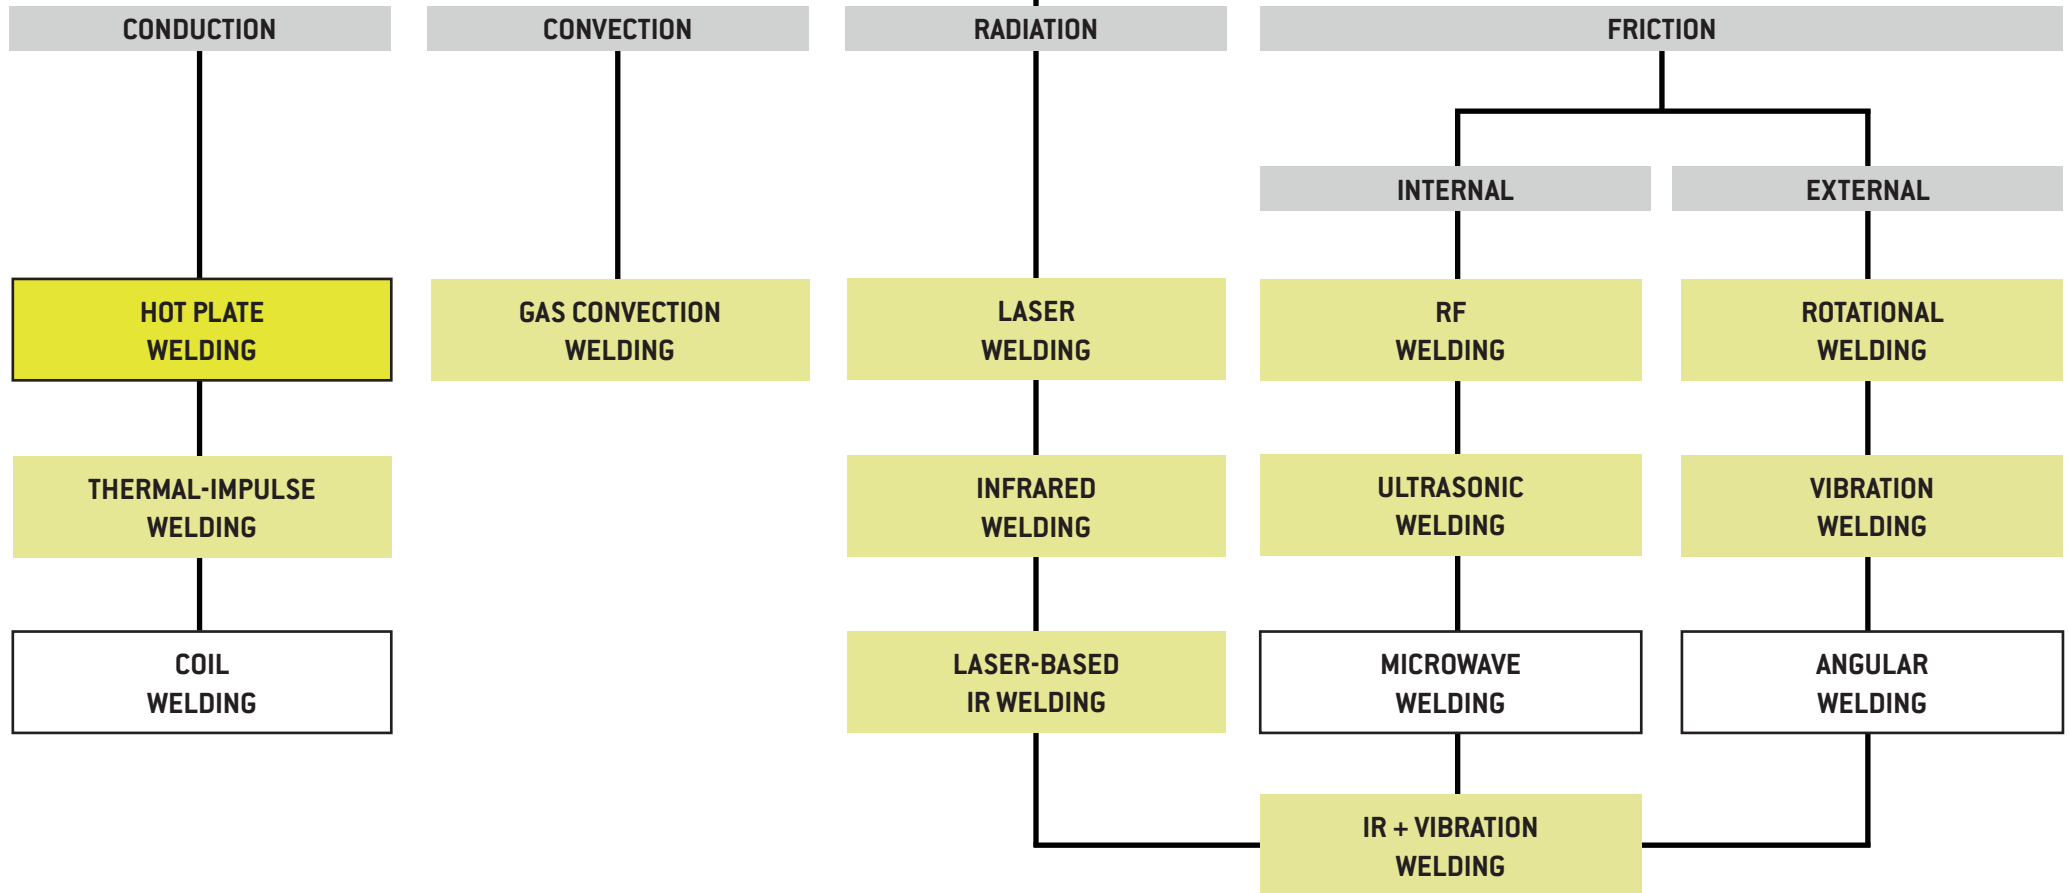 CONDUCTION
CONVECTION
RADIATION
FRICTION
INTERNAL
EXTERNAL
HOT PLATE
WELDING
GAS CONVECTION
WELDING
LASER
WELDING
RF
WELDING
ROTATIONAL
WELDING
THERMAL-IMPULSE
WELDING
INFRARED
WELDING
ULTRASONIC
WELDING
VIBRATION
WELDING
COIL
WELDING
LASER-BASED
IR WELDING
MICROWAVE
WELDING
ANGULAR
WELDING
IR + VIBRATION
WELDING